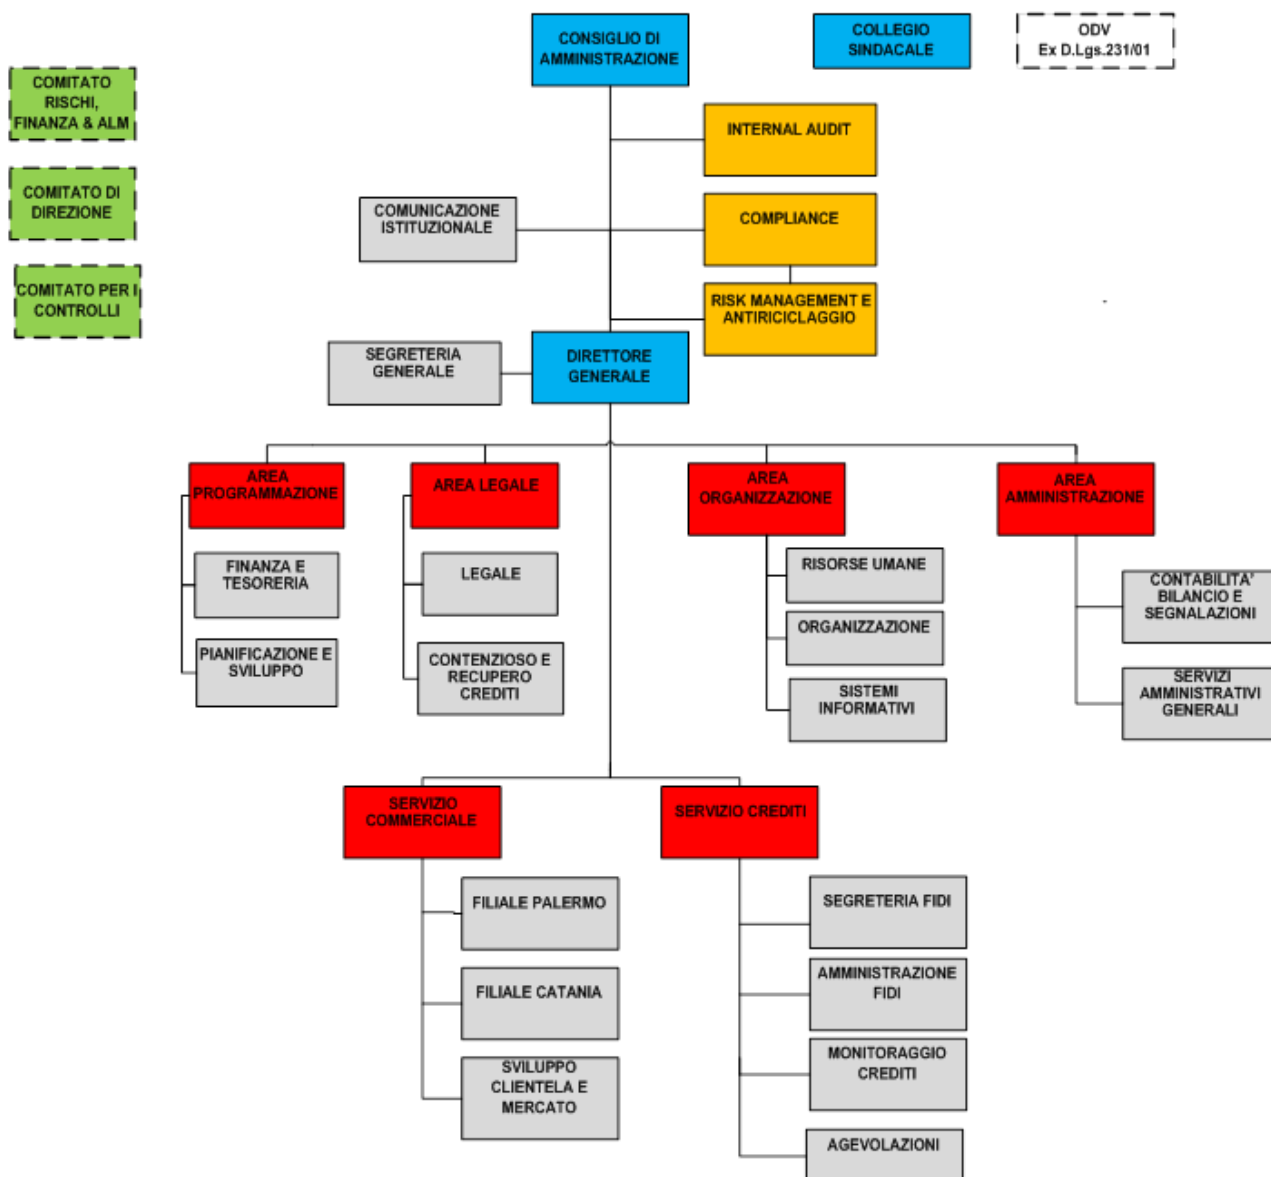 CONSIGLIO DI
AMMINISTRAZIONE
COLLEGIO
SINDACALE
ODV
Ex D.Lgs.231/01
COMITATO
RISCHI,
FINANZA & ALM
COMITATO DI
DIREZIONE
COMITATO PER I
CONTROLLI
INTERNAL AUDIT
COMUNICAZIONE
ISTITUZIONALE
COMPLIANCE
RISK MANAGEMENT E
ANTIRICICLAGGIO
SEGRETERIA
GENERALE
DIRETTORE
GENERALE
AREA
PROGRAMMAZIONE
AREA LEGALE
AREA
ORGANIZZAZIONE
AREA
AMMINISTRAZIONE
FINANZA E
TESORERIA
PIANIFICAZIONE E
SVILUPPO
LEGALE
CONTENZIOSO E
RECUPERO
CREDITI
RISORSE UMANE
ORGANIZZAZIONE
SISTEMI
INFORMATIVI
CONTABILITA'
BILANCIO E
SEGNALAZIONI
SERVIZI
AMMINISTRATIVI
GENERALI
SERVIZIO
COMMERCIALE
SERVIZIO CREDITI
FILIALE PALERMO
FILIALE CATANIA
SVILUPPO
CLIENTELA E
MERCATO
SEGRETERIA FIDI
AMMINISTRAZIONE
FIDI
MONITORAGGIO
CREDITI
AGEVOLAZIONI